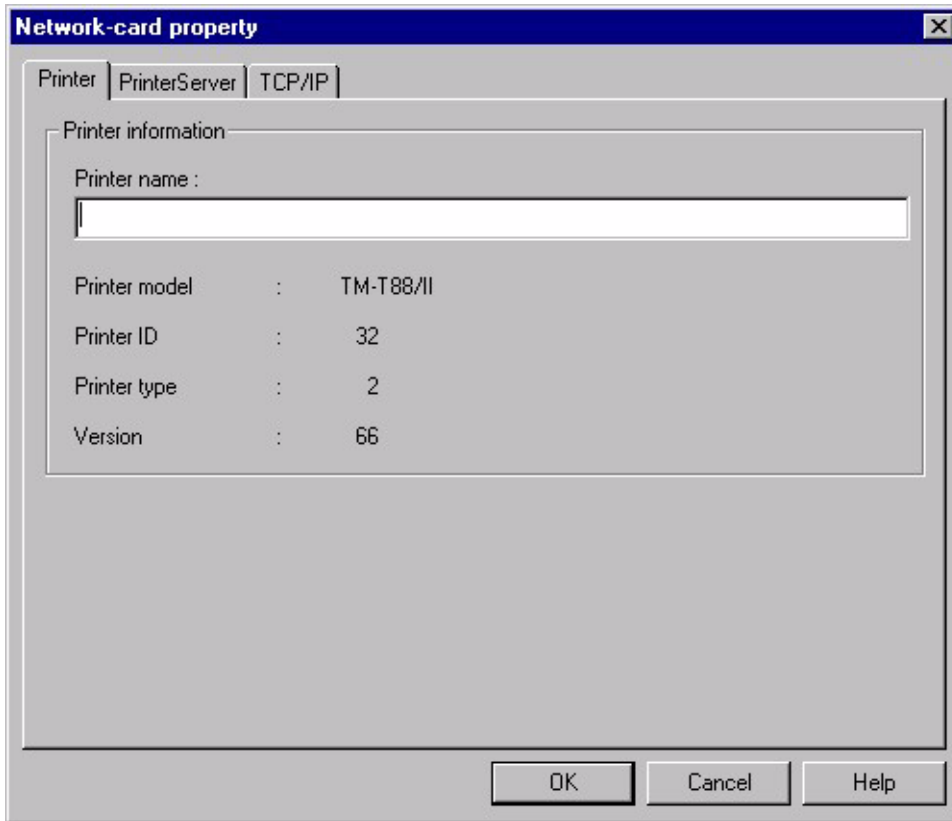 Network-card property
Printer PrinterServer TCP/IP
Printer information
Printer name :
Printer model : TM-T88/II
Printer ID : 32
Printer type : 2
Version : 66
OK Cancel Help